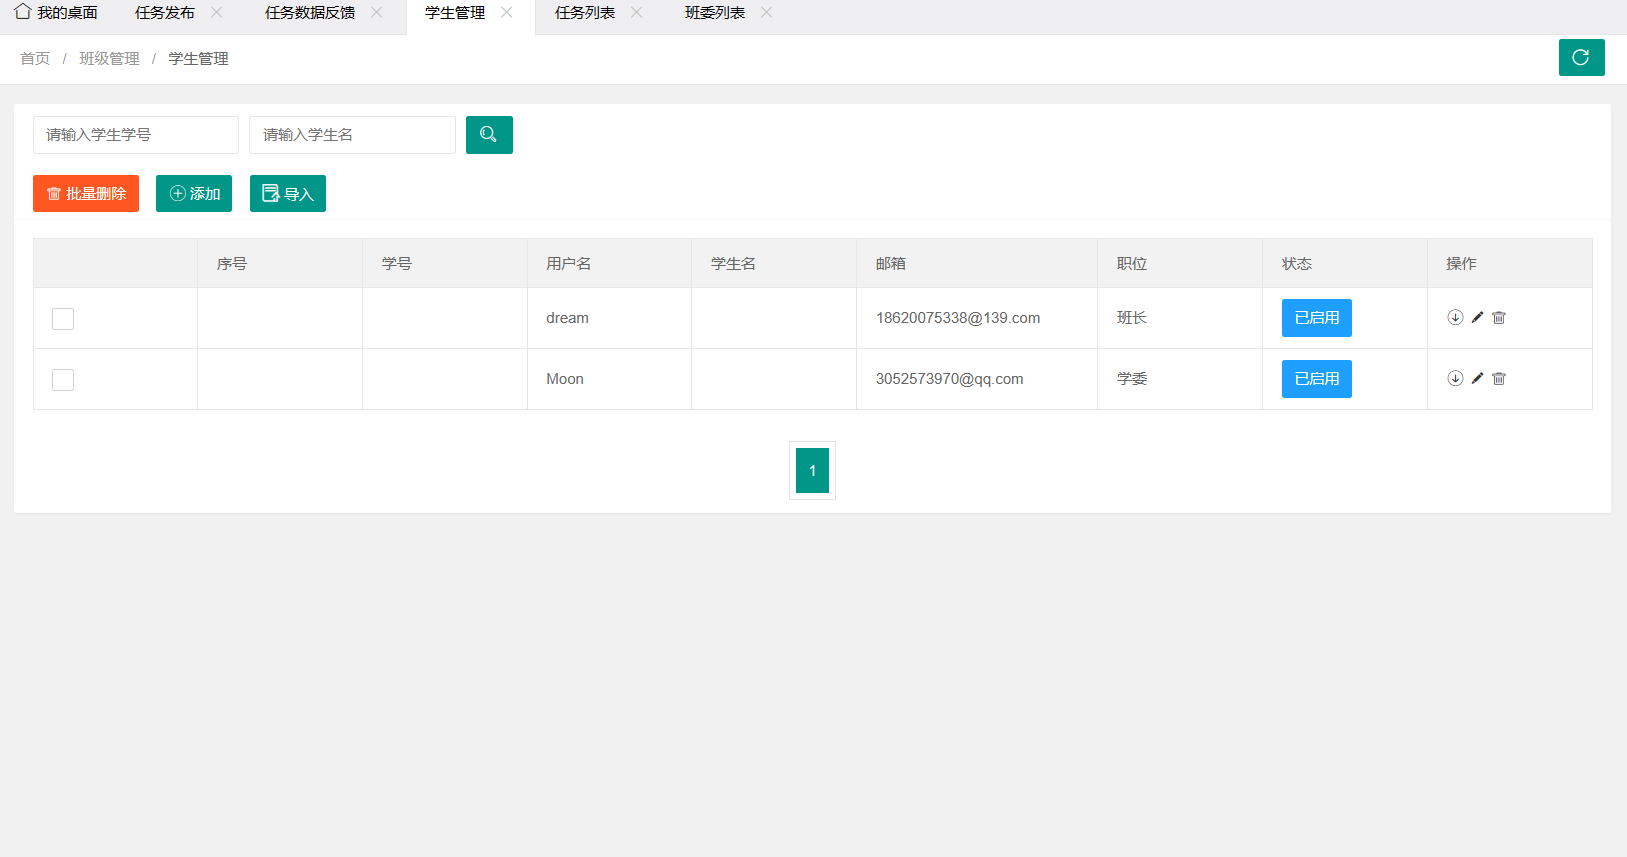 我的桌面 任务发布 任务数据反馈 学生管理 任务列表 班委列表
首页 / 班级管理 / 学生管理
请输入学生学号 请输入学生名
批量删除 添加 导入
序号 学号 用户名 学生名 邮箱 职位 状态 操作
dream 18620075338@139.com 班长 已启用
Moon 3052573970@qq.com 学委 已启用
1